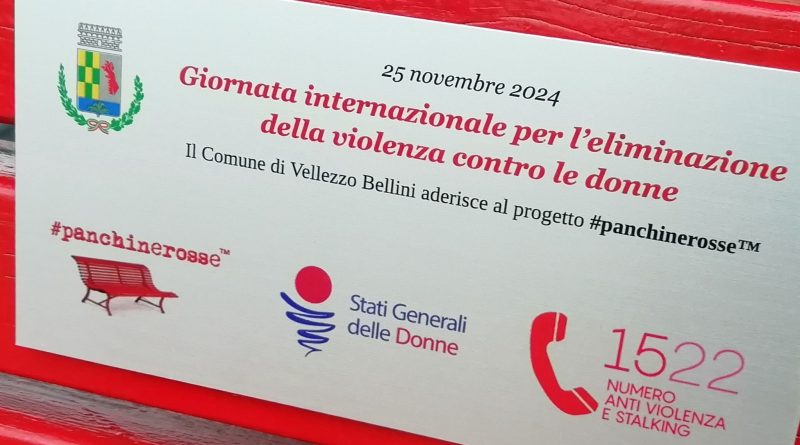 25 novembre 2024
Giornata internazionale per l'eliminazione
della violenza contro le donne
Il Comune di Vellezzo Bellini aderisce al progetto #panchinerosse™
#panchinerosse™
Stati Generali
delle Donne
1522
NUMERO
ANTI VIOLENZA
E STALKING